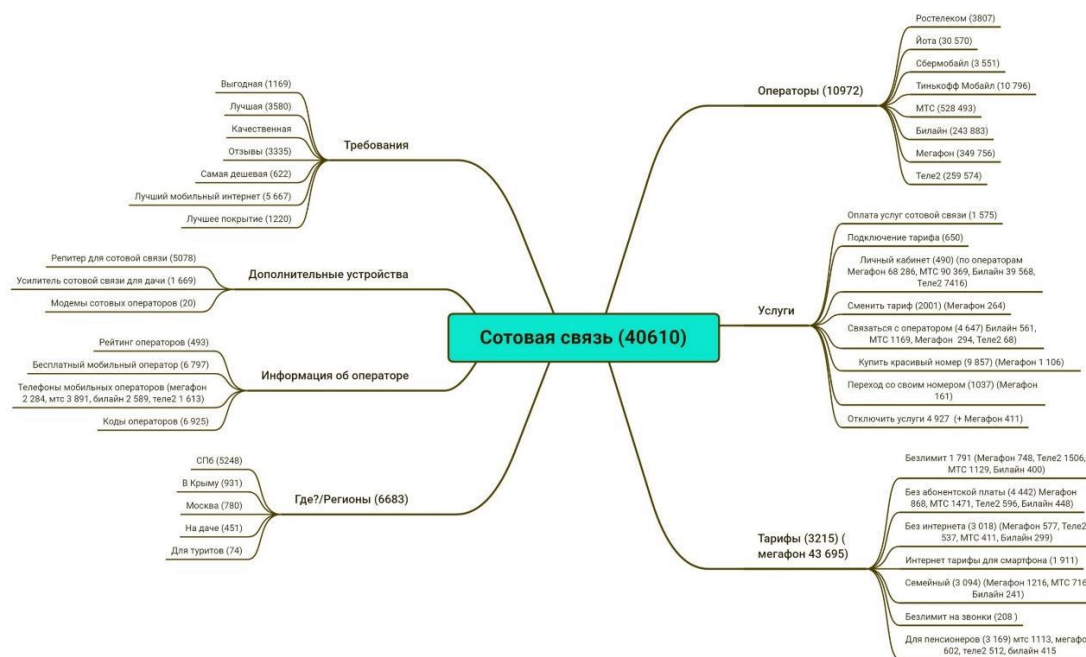 Сотовая связь (40610)
Требования
Выгодная (1169)
Лучшая (3580)
Качественная
Отзывы (3335)
Самая дешевая (622)
Лучший мобильный интернет (5 667)
Лучшее покрытие (1220)
Дополнительные устройства
Репитер для сотовой связи (5078)
Усилитель сотовой связи для дачи (1 669)
Модемы сотовых операторов (20)
Информация об операторе
Рейтинг операторов (493)
Бесплатный мобильный оператор (6 797)
Телефоны мобильных операторов (мегафон
2 284, мтс 3 891, билайн 2 589, теле2 1 613)
Коды операторов (6 925)
Где?/Регионы (6683)
СПб (5248)
В Крыму (931)
Москва (780)
На даче (451)
Для туритов (74)
Операторы (10972)
Ростелеком (3807)
Йота (30 570)
Сбермобайл (3 551)
Тинькофф Мобайл (10 796)
МТС (528 493)
Билайн (243 883)
Мегафон (349 756)
Теле2 (259 574)
Услуги
Оплата услуг сотовой связи (1 575)
Подключение тарифа (650)
Личный кабинет (490) (по операторам
Мегафон 68 286, МТС 90 369, Билайн 39 568,
Теле2 7416)
Сменить тариф (2001) (Мегафон 264)
Связаться с оператором (4 647) Билайн 561,
МТС 1169, Мегафон 294, Теле2 68)
Купить красивый номер (9 857) (Мегафон 1 106)
Переход со своим номером (1037) (Мегафон
161)
Отключить услуги 4 927 (+ Мегафон 411)
Тарифы (3215) (
мегафон 43 695)
Безлимит 1 791 (Мегафон 748, Теле2 1506,
МТС 1129, Билайн 400)
Без абонентской платы (4 442) Мегафон
868, МТС 1471, Теле2 596, Билайн 448)
Без интернета (3 018) (Мегафон 577, Теле2
537, МТС 411, Билайн 299)
Интернет тарифы для смартфона (1 911)
Семейный (3 094) (Мегафон 1216, МТС 716
Билайн 241)
Безлимит на звонки (208 )
Для пенсионеров (3 169) мтс 1113, мегафо
602, теле2 512, билайн 415